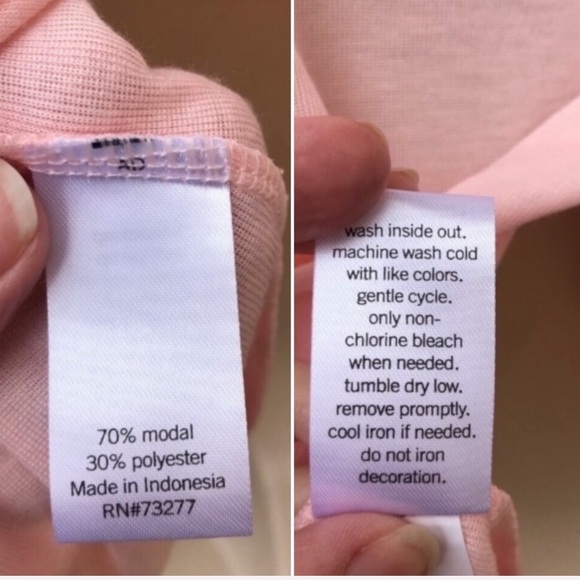 AD
70% modal
30% polyester
Made in Indonesia
RN#73277
wash inside out.
machine wash cold
with like colors.
gentle cycle.
only non-
chlorine bleach
when needed.
tumble dry low.
remove promptly.
cool iron if needed.
do not iron
decoration.